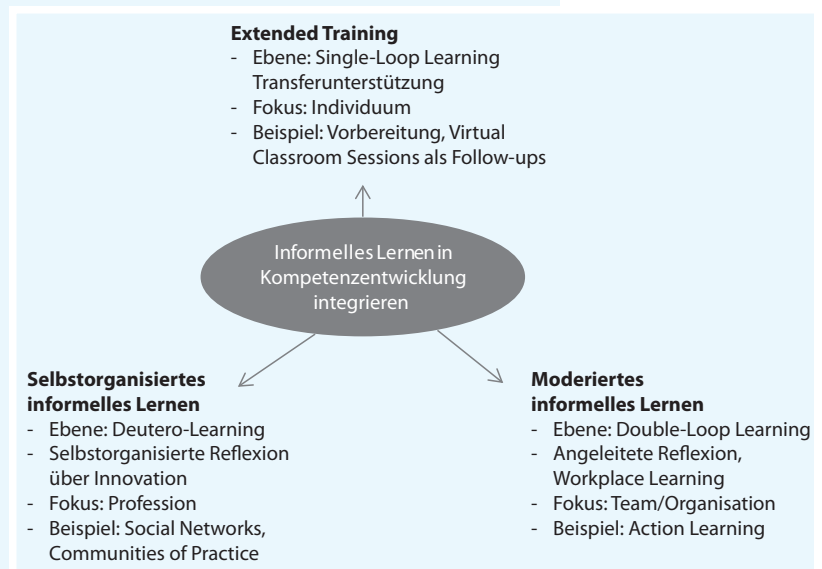 Extended Training
- Ebene: Single-Loop Learning
Transferunterstützung
- Fokus: Individuum
- Beispiel: Vorbereitung, Virtual
Classroom Sessions als Follow-ups
Informelles Lernen in
Kompetenzentwicklung
integrieren
Selbstorganisiertes
informelles Lernen
- Ebene: Deutero-Learning
- Selbstorganisierte Reflexion
über Innovation
- Fokus: Profession
- Beispiel: Social Networks,
Communities of Practice
Moderiertes
informelles Lernen
- Ebene: Double-Loop Learning
- Angeleitete Reflexion,
Workplace Learning
- Fokus: Team/Organisation
- Beispiel: Action Learning